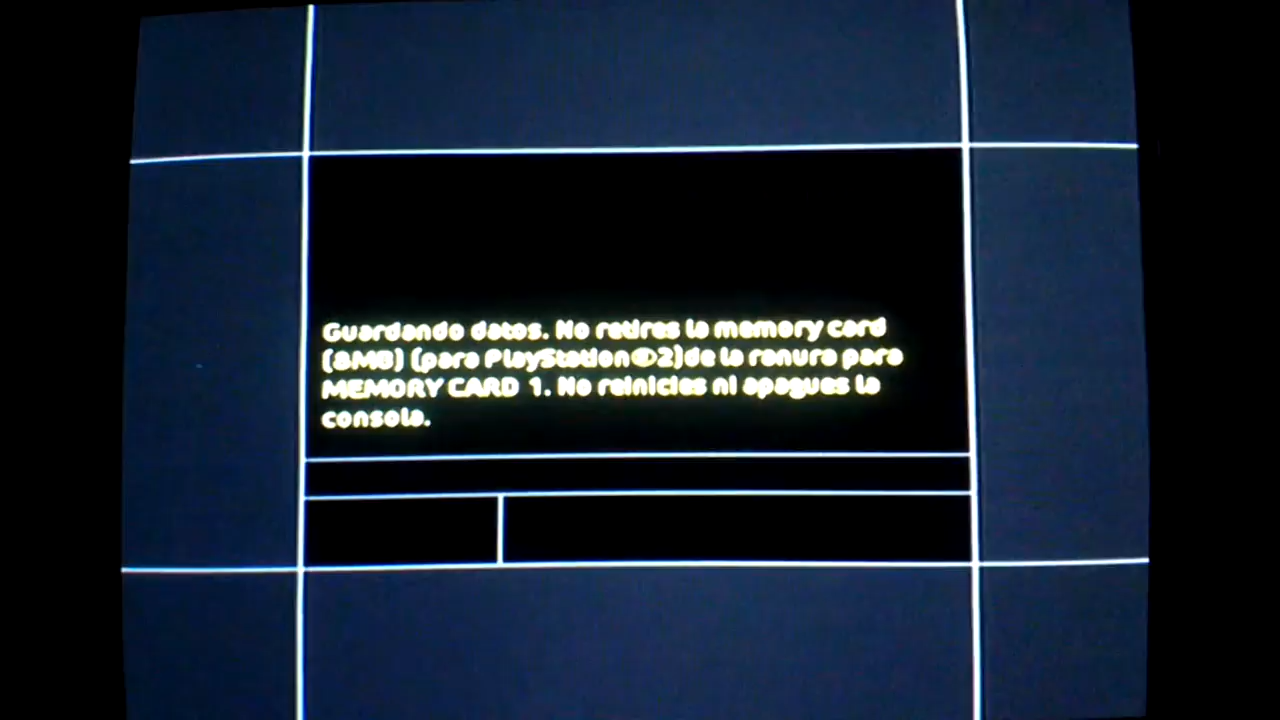 Guardando datos. No retires la memory card
(8MB) (para PlayStation®2)de la ranura para
MEMORY CARD 1. No reinicies ni apagues la
consola.